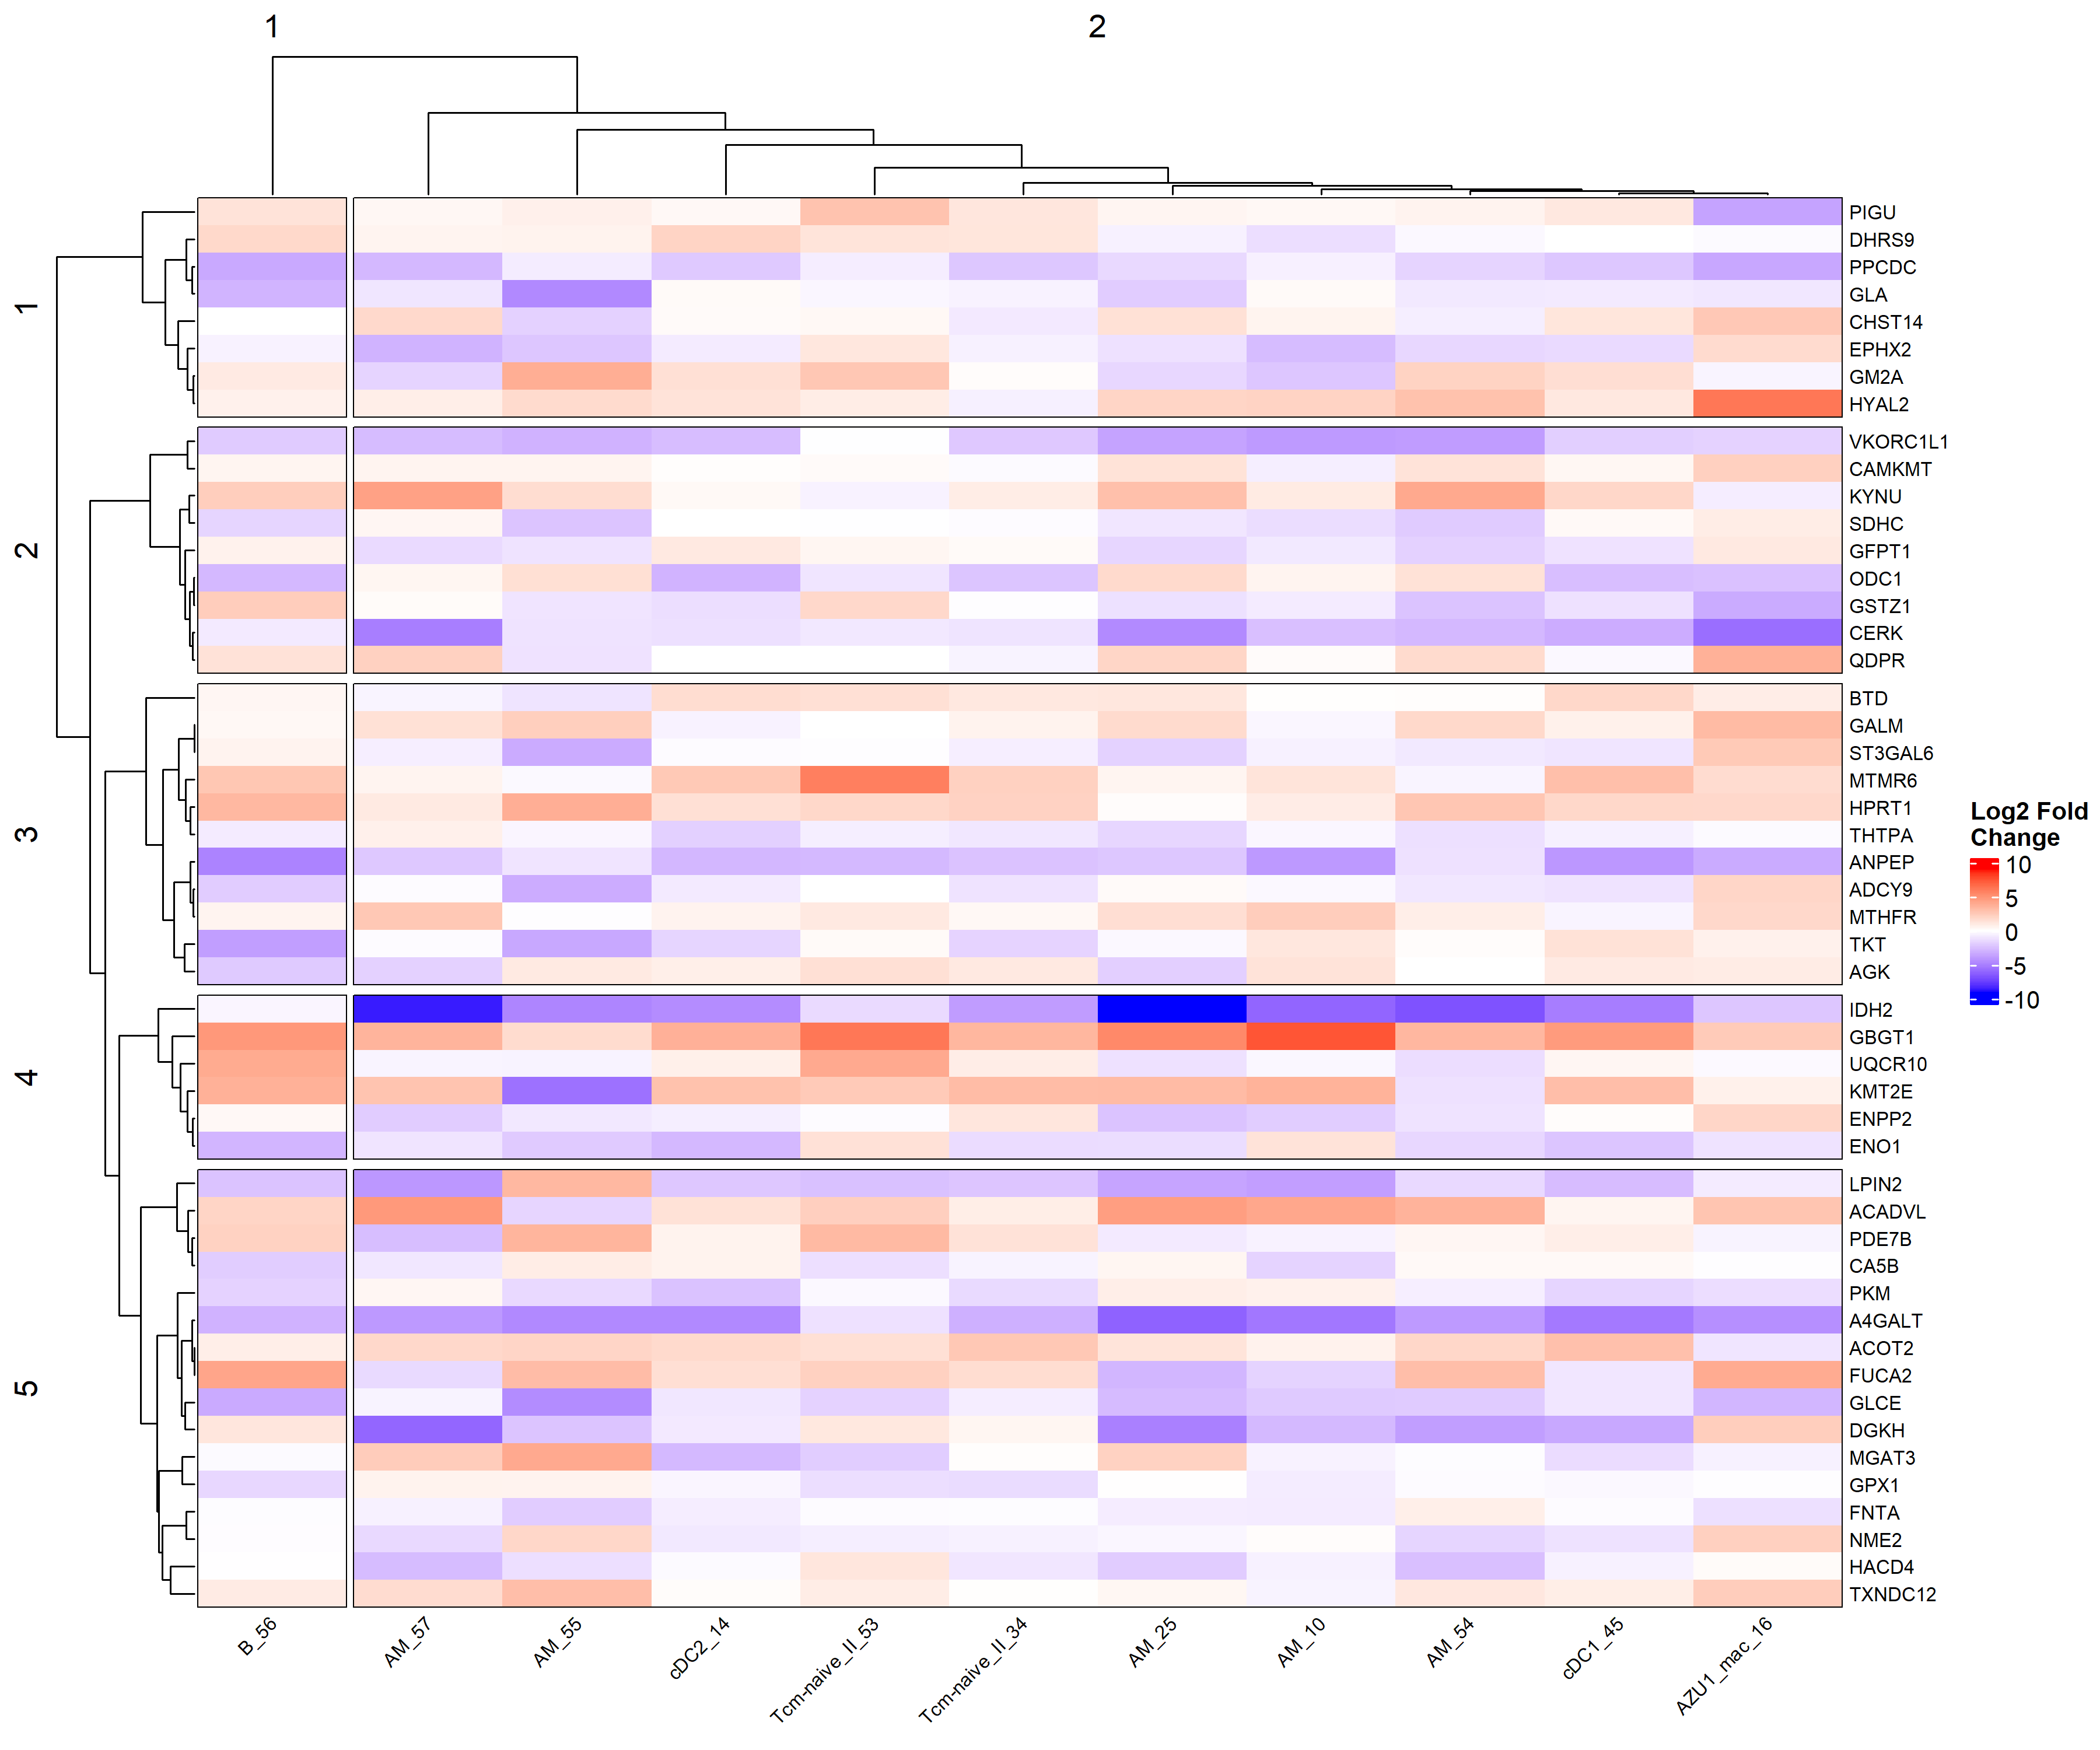 1
2
1
PIGU
DHRS9
PPCDC
GLA
CHST14
EPHX2
GM2A
HYAL2
2
VKORC1L1
CAMKMT
KYNU
SDHC
GFPT1
ODC1
GSTZ1
CERK
QDPR
3
BTD
GALM
ST3GAL6
MTMR6
HPRT1
THTPA
ANPEP
ADCY9
MTHFR
TKT
AGK
4
IDH2
GBGT1
UQCR10
KMT2E
ENPP2
ENO1
5
LPIN2
ACADVL
PDE7B
CA5B
PKM
A4GALT
ACOT2
FUCA2
GLCE
DGKH
MGAT3
GPX1
FNTA
NME2
HACD4
TXNDC12
B_56
AM_57
AM_55
cDC2_14
Tcm-naive_II_53
Tcm-naive_II_34
AM_25
AM_10
AM_54
cDC1_45
AZU1_mac_16
Log2 Fold
Change
10
5
0
-5
-10